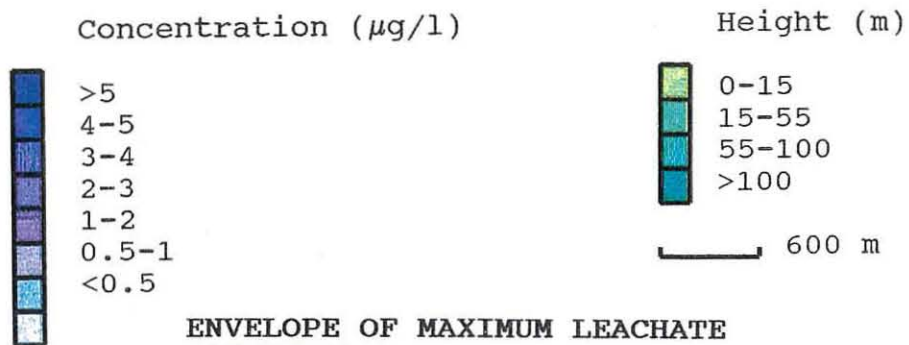 Concentration (µg/l)
>5
4-5
3-4
2-3
1-2
0.5-1
<0.5
Height (m)
0-15
15-55
55-100
>100
600 m
ENVELOPE OF MAXIMUM LEACHATE